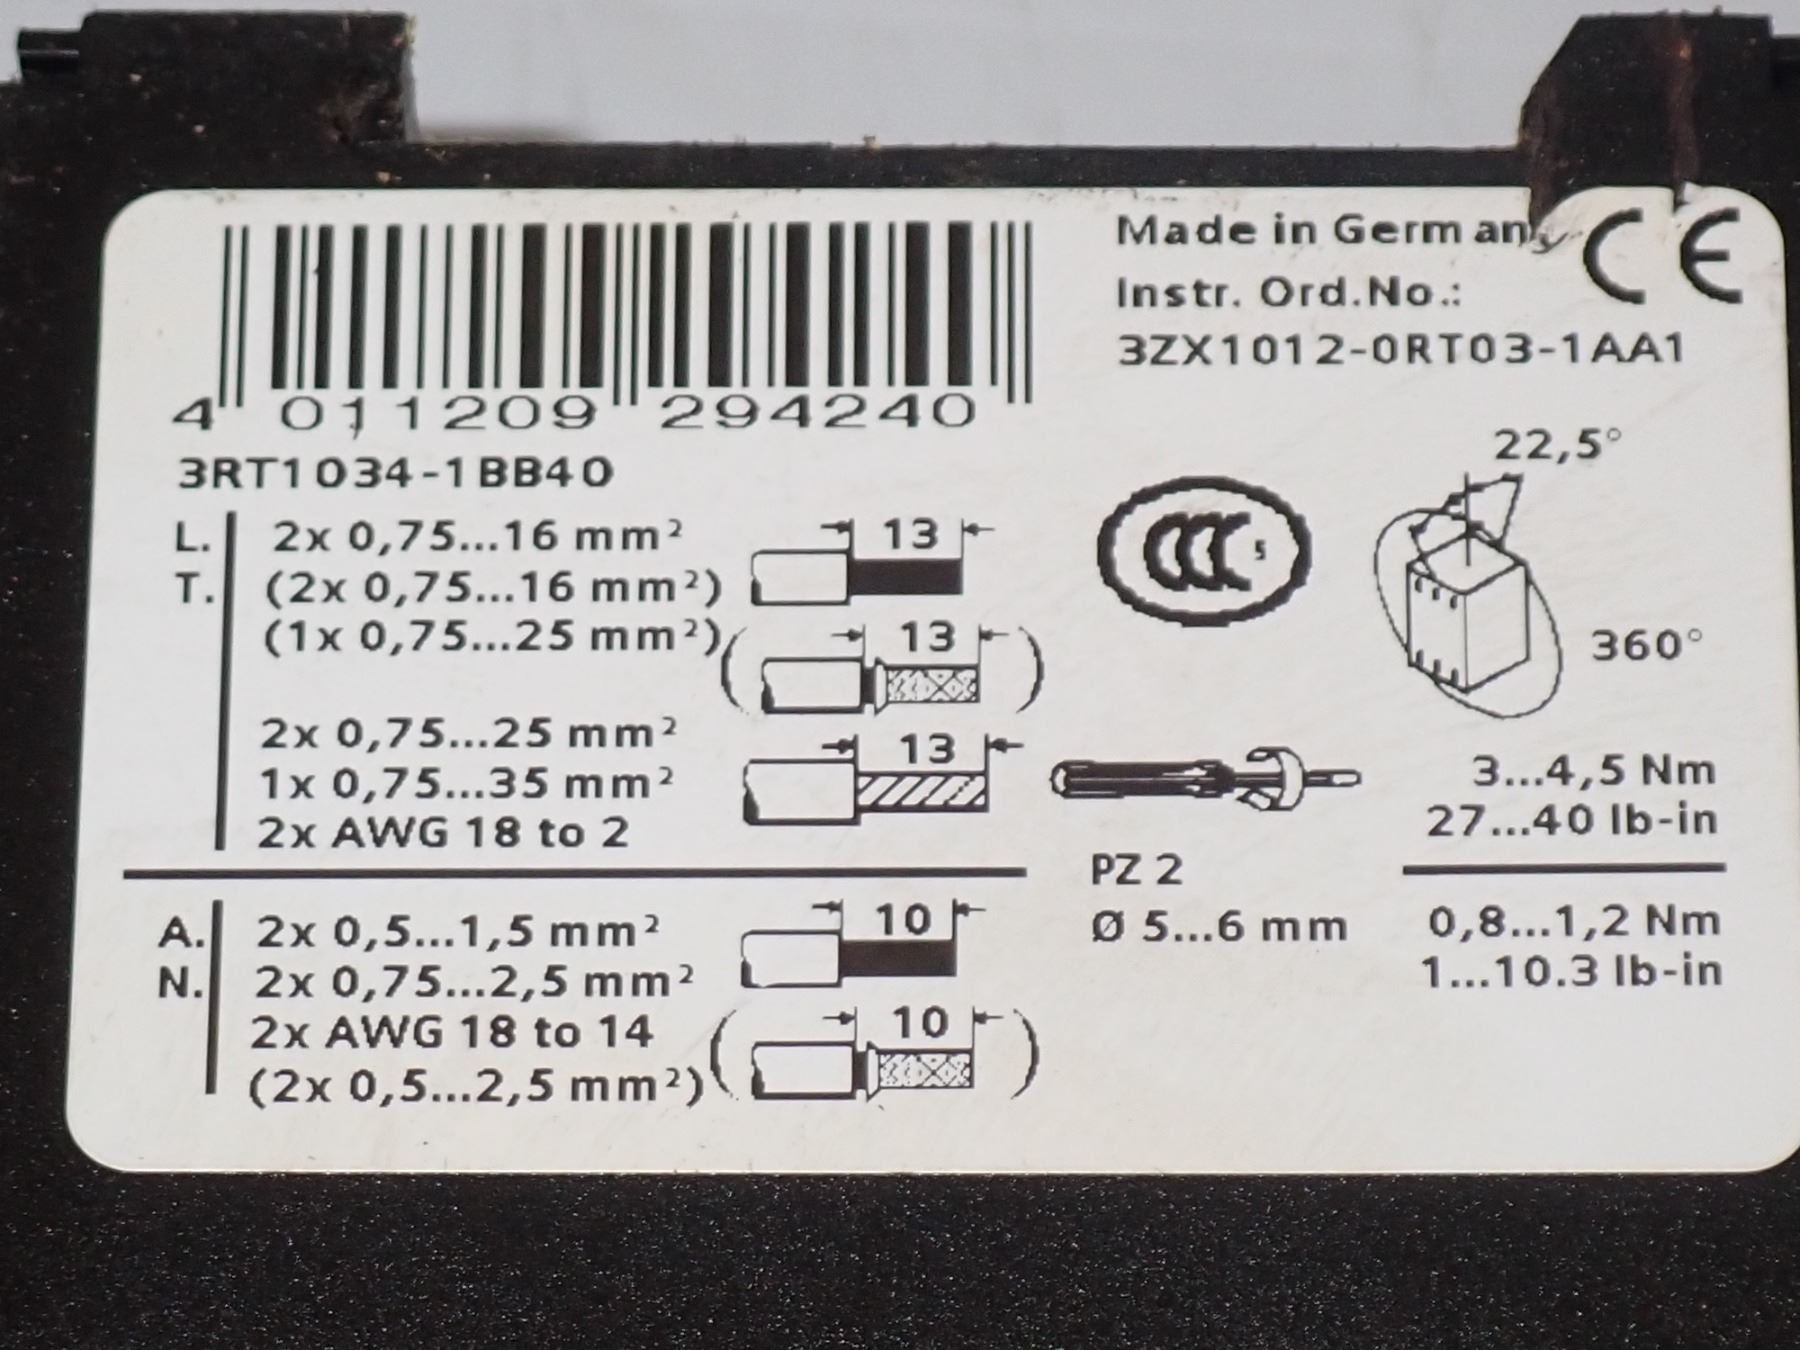 Made in Germany CE
Instr. Ord.No.:
3ZX1012-0RT03-1AA1
4 011209 294240
3RT1034-1BB40
22,5°
360°
CCC S
L. 2x 0,75...16 mm² 13
T. (2x 0,75...16 mm²)
(1x 0,75...25 mm²) ( 13 )
2x 0,75...25 mm² 13
1x 0,75...35 mm²
2x AWG 18 to 2
3...4,5 Nm
27...40 lb-in
PZ 2
Ø 5...6 mm
0,8...1,2 Nm
1...10.3 lb-in
A. 2x 0,5...1,5 mm² 10
N. 2x 0,75...2,5 mm²
2x AWG 18 to 14 ( 10 )
(2x 0,5...2,5 mm²)